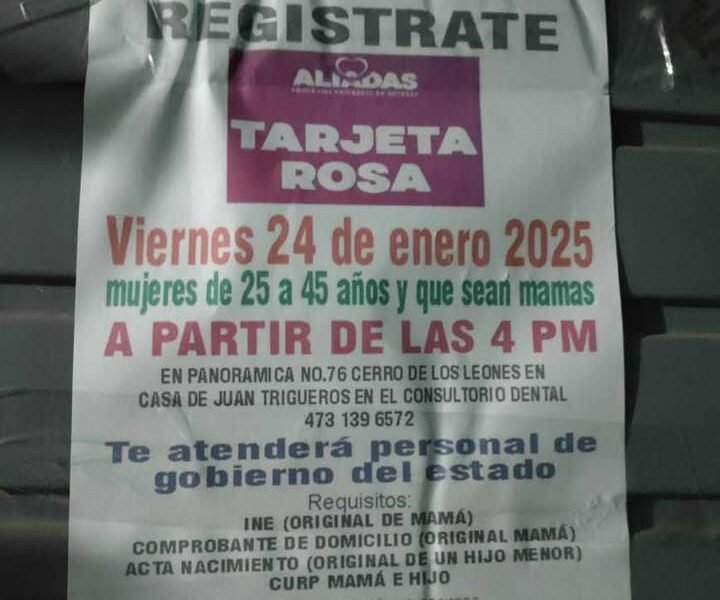 REGISTRATE
ALIADAS
TARJETA
ROSA
Viernes 24 de enero 2025
mujeres de 25 a 45 años y que sean mamas
A PARTIR DE LAS 4 PM
EN PANORAMICA NO.76 CERRO DE LOS LEONES EN
CASA DE JUAN TRIGUEROS EN EL CONSULTORIO DENTAL
473 139 6572
Te atenderá personal de
gobierno del estado
Requisitos:
INE (ORIGINAL DE MAMÁ)
COMPROBANTE DE DOMICILIO (ORIGINAL MAMÁ)
ACTA NACIMIENTO (ORIGINAL DE UN HIJO MENOR)
CURP MAMÁ E HIJO